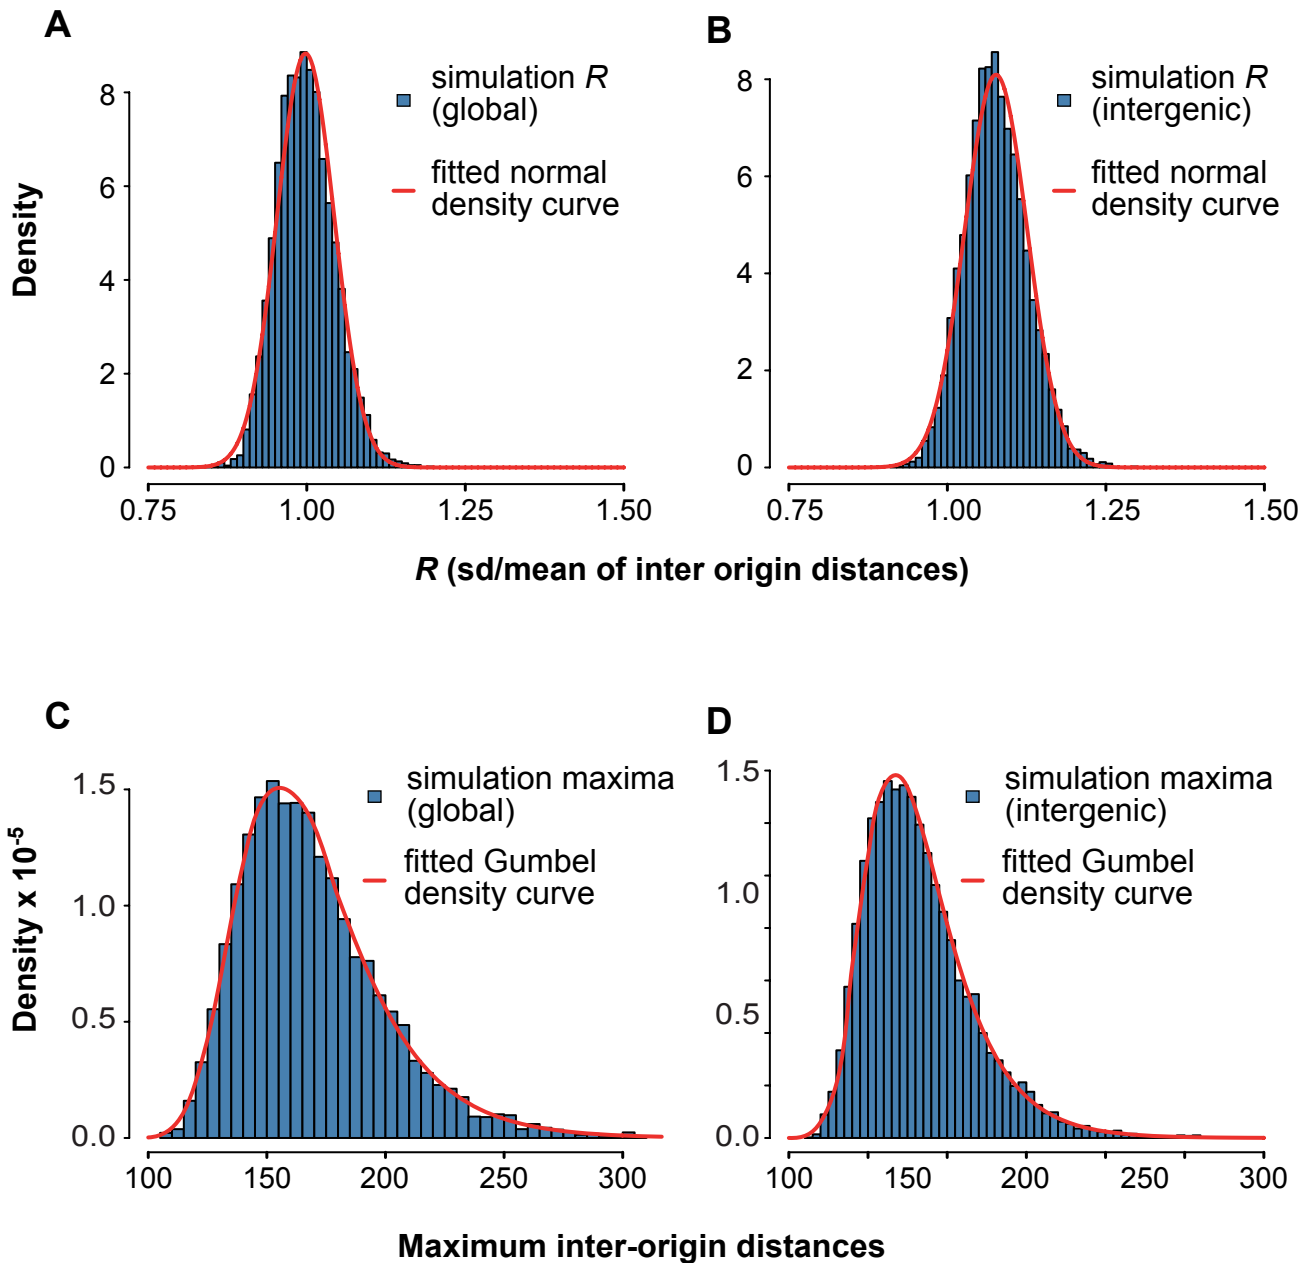 A
simulation R
(global)
fitted normal
density curve
Density
8
6
4
2
0
0.75 1.00 1.25 1.50
B
simulation R
(intergenic)
fitted normal
density curve
8
6
4
2
0
0.75 1.00 1.25 1.50
R (sd/mean of inter origin distances)
C
simulation maxima
(global)
fitted Gumbel
density curve
Density x 10⁻⁵
1.5
1.0
0.5
0.0
100 150 200 250 300
D
simulation maxima
(intergenic)
fitted Gumbel
density curve
1.5
1.0
0.5
0.0
100 150 200 250 300
Maximum inter-origin distances